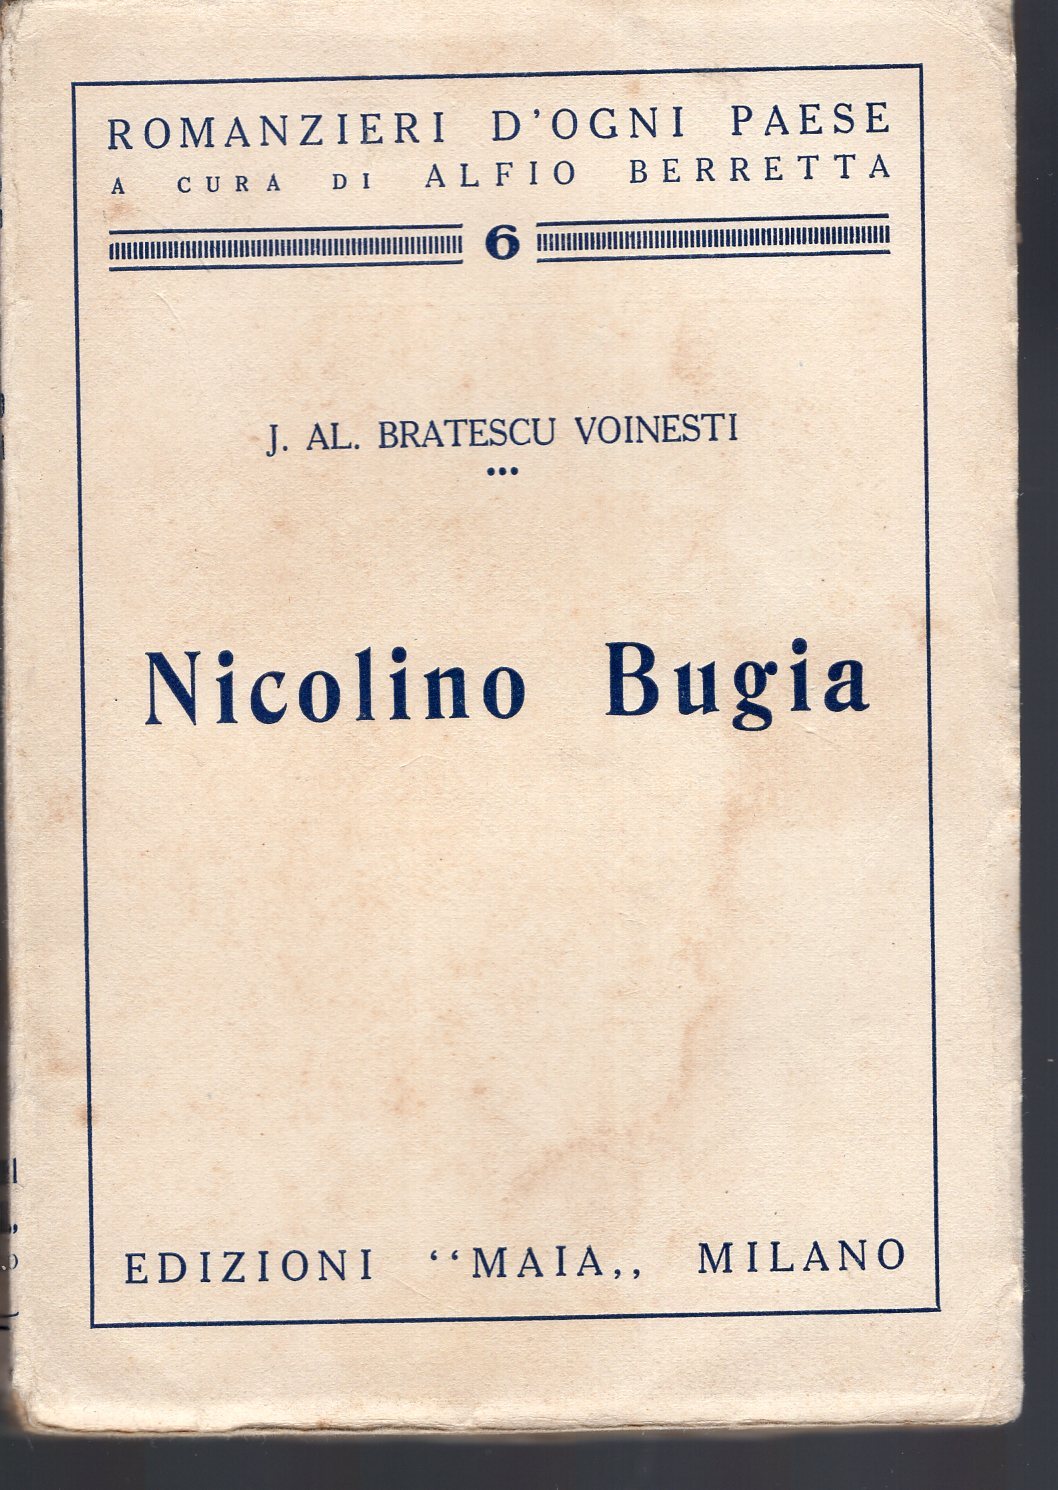 ROMANZIERI D'OGNI PAESE
A CURA DI ALFIO BERRETTA
6
J. AL. BRATESCU VOINESTI
Nicolino Bugia
EDIZIONI ‘‘MAIA,, MILANO